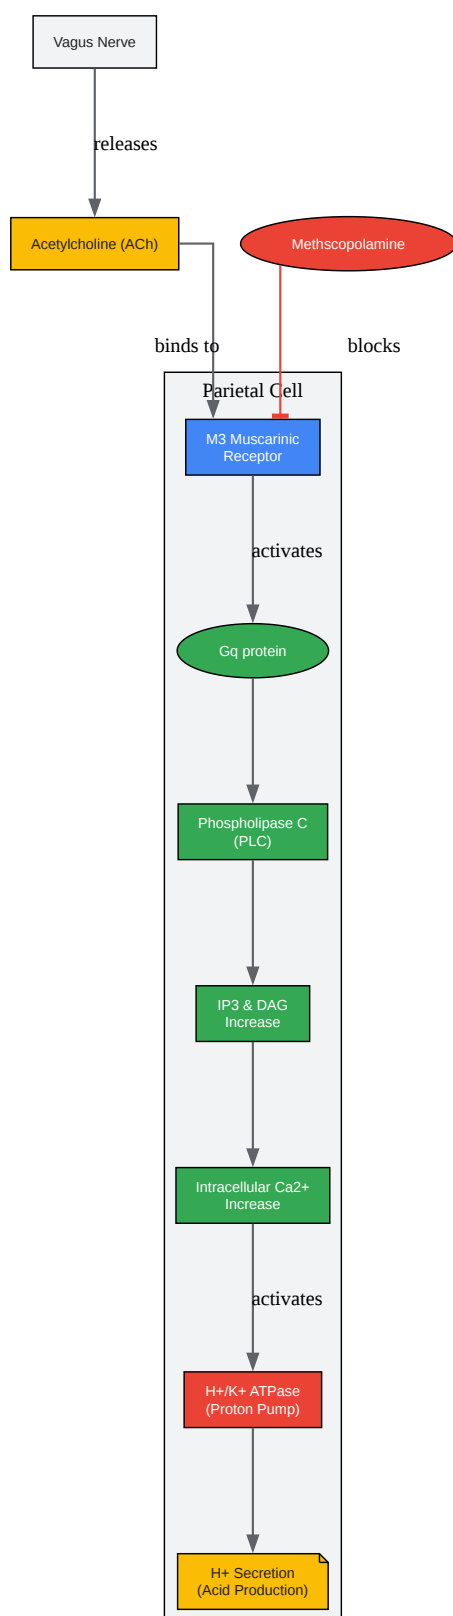 Vagus Nerve
releases
Acetylcholine (ACh)
Methscopolamine
binds to
blocks
Parietal Cell
M3 Muscarinic
Receptor
activates
Gq protein
Phospholipase C
(PLC)
IP3 & DAG
Increase
Intracellular Ca2+
Increase
activates
H+/K+ ATPase
(Proton Pump)
H+ Secretion
(Acid Production)